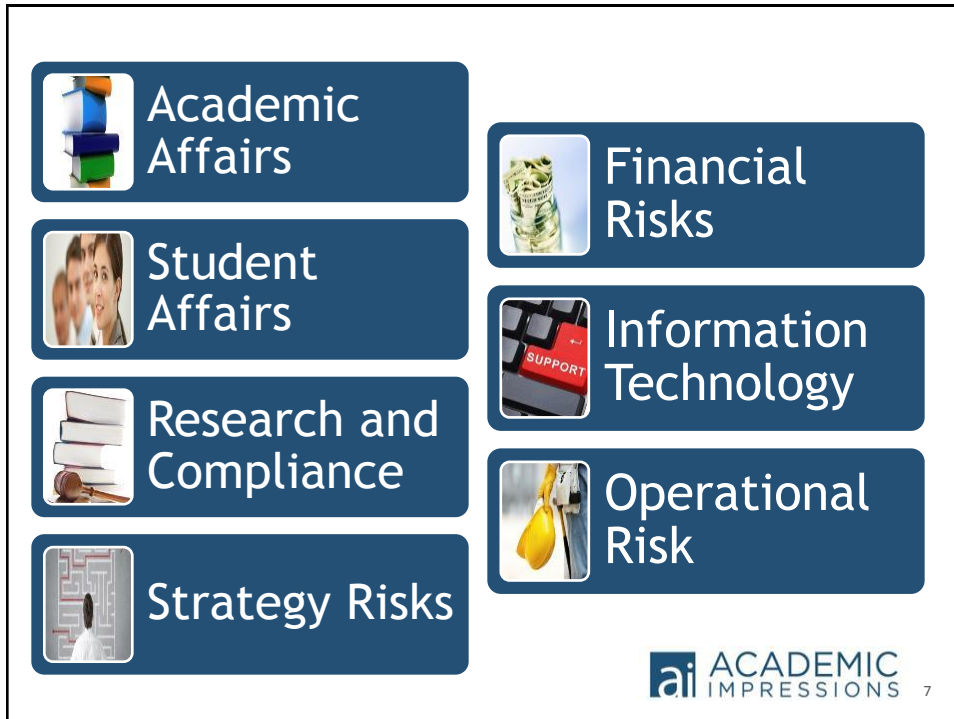 Academic
Affairs
Student
Affairs
Research and
Compliance
Strategy Risks
Financial
Risks
Information
Technology
SUPPORT
Operational
Risk
ai ACADEMIC
IMPRESSIONS
7